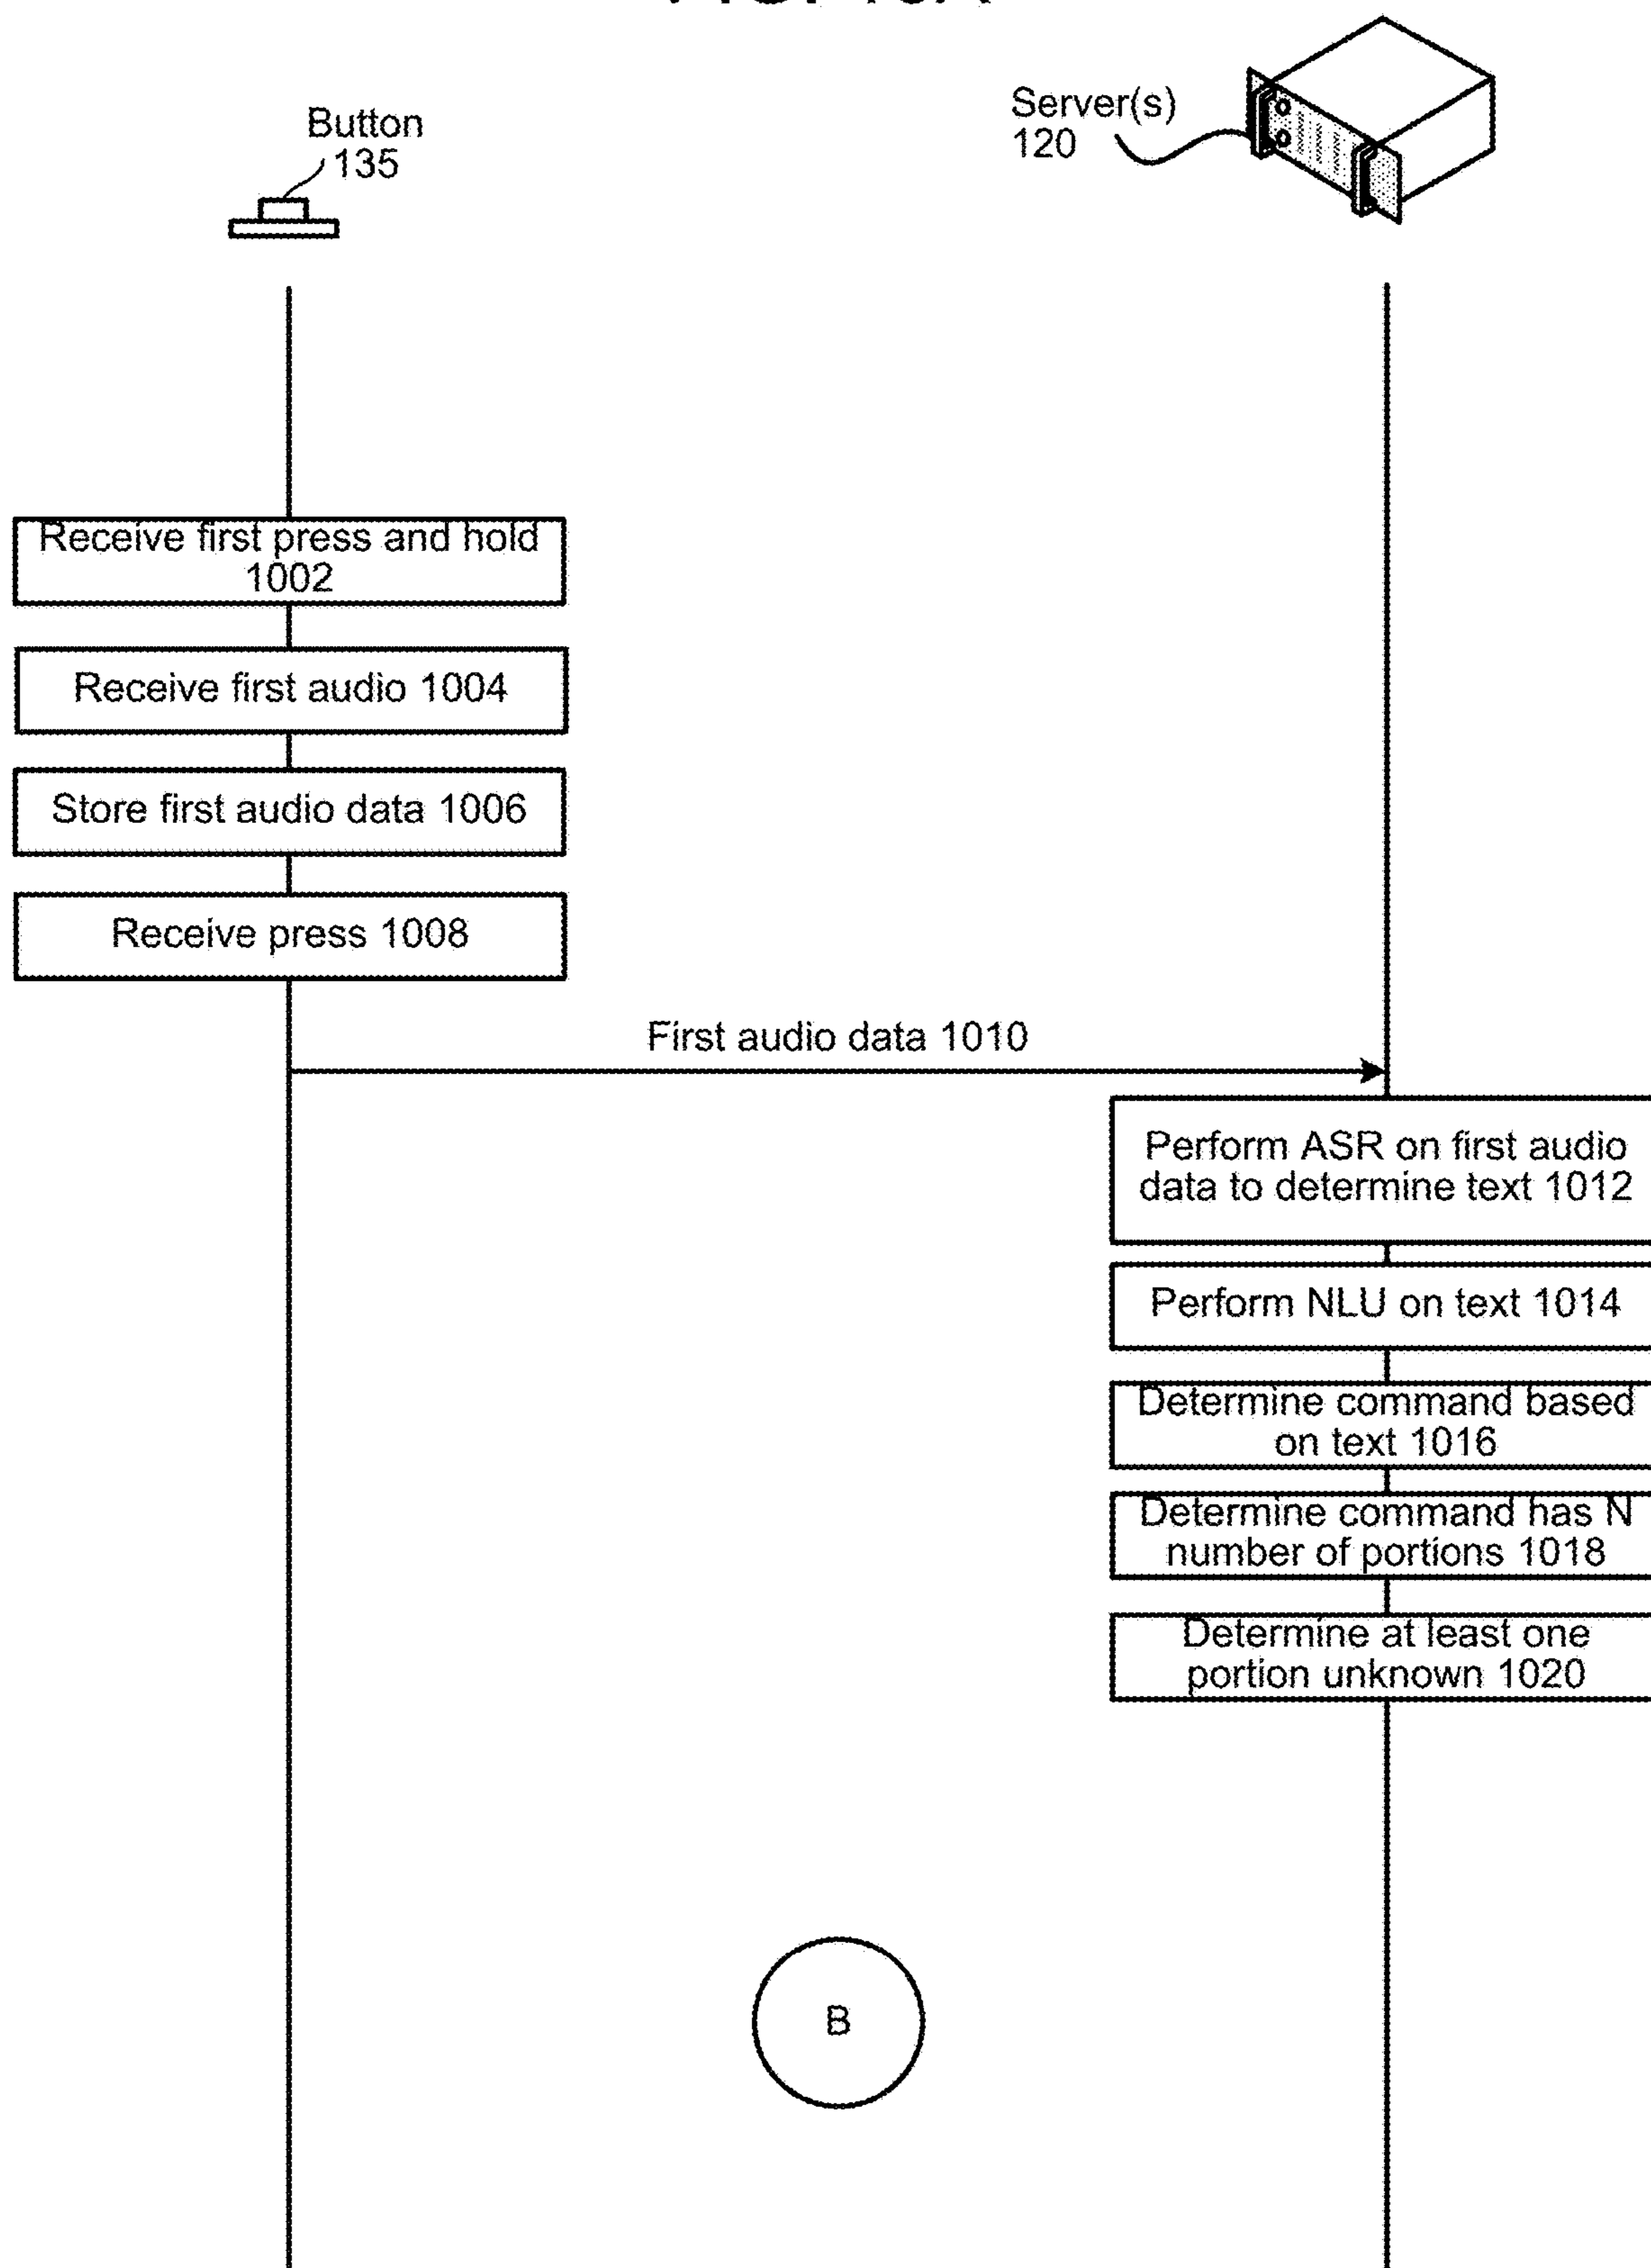 Button
135
Server(s)
120
Receive first press and hold
1002
Receive first audio 1004
Store first audio data 1006
Receive press 1008
First audio data 1010
Perform ASR on first audio
data to determine text 1012
Perform NLU on text 1014
Determine command based
on text 1016
Determine command has N
number of portions 1018
Determine at least one
portion unknown 1020
B